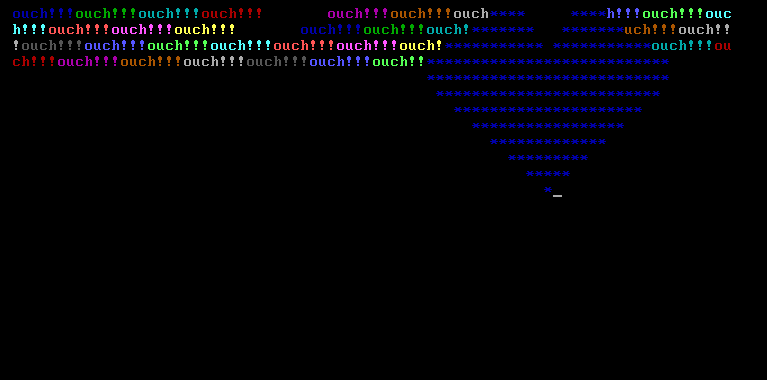 ouch!!!ouch!!!ouch!!!ouch!!!       ouch!!!ouch!!!ouch****     ****h!!!ouch!!!ouc
h!!!ouch!!!ouch!!!ouch!!!       ouch!!!ouch!!!ouch!*******   *******uch!!!ouch!!
!ouch!!!ouch!!!ouch!!!ouch!!!ouch!!!ouch!!!ouch!*********** ***********ouch!!!ou
ch!!!ouch!!!ouch!!!ouch!!!ouch!!!ouch!!!ouch!!***************************
***************************
*************************
*********************
*****************
*************
*********
*****
*